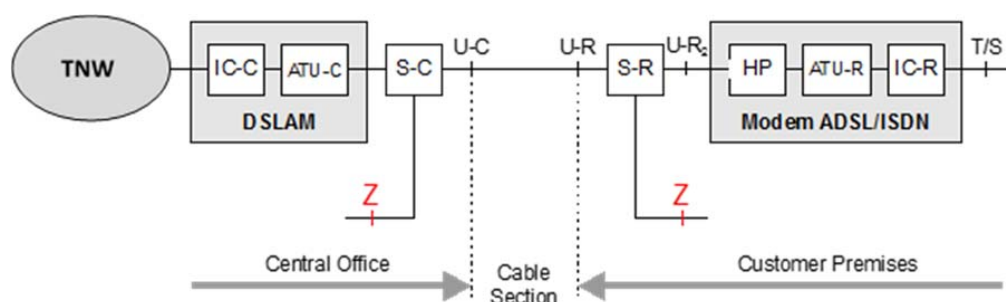 U-C
U-R
U-R₂
T/S
TNW
IC-C
ATU-C
S-C
S-R
HP
ATU-R
IC-R
DSLAM
Modem ADSL/ISDN
Z
Z
Central Office
Cable
Section
Customer Premises